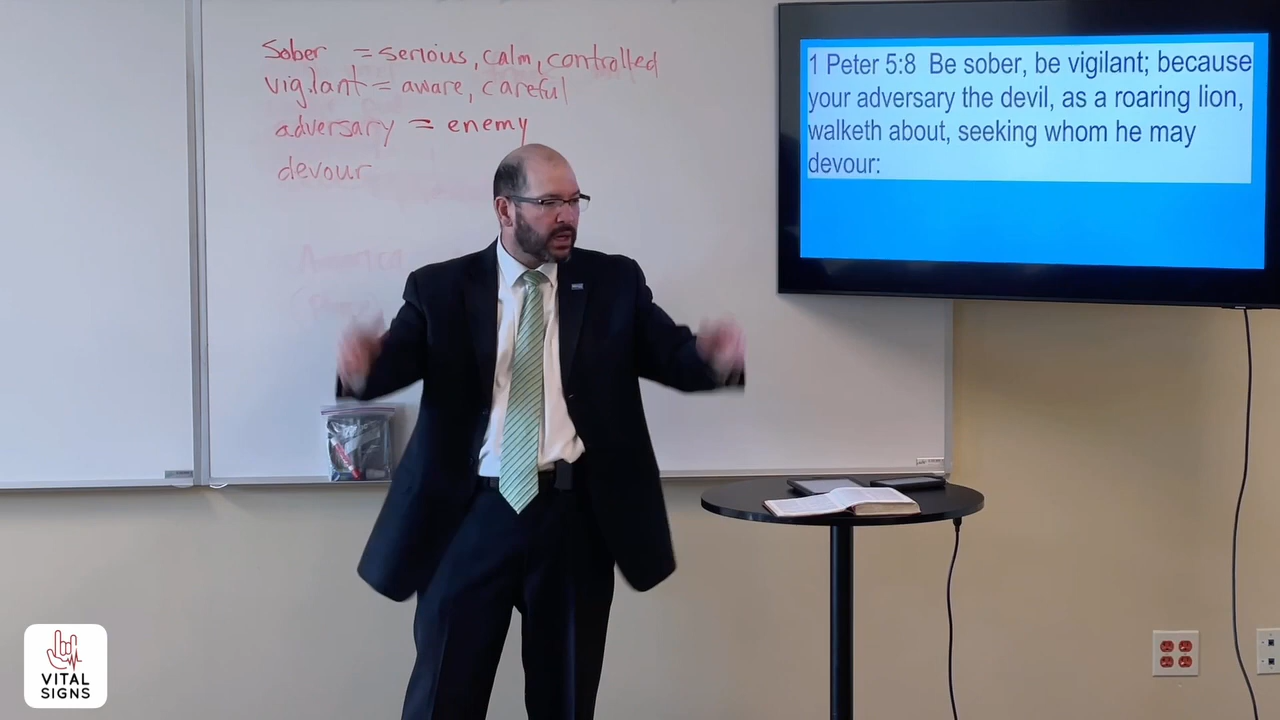 Sober = serious, calm, controlled
vigilant = aware, careful
adversary = enemy
devour
America
1 Peter 5:8 Be sober, be vigilant; because
your adversary the devil, as a roaring lion,
walketh about, seeking whom he may
devour:
VITAL
SIGNS